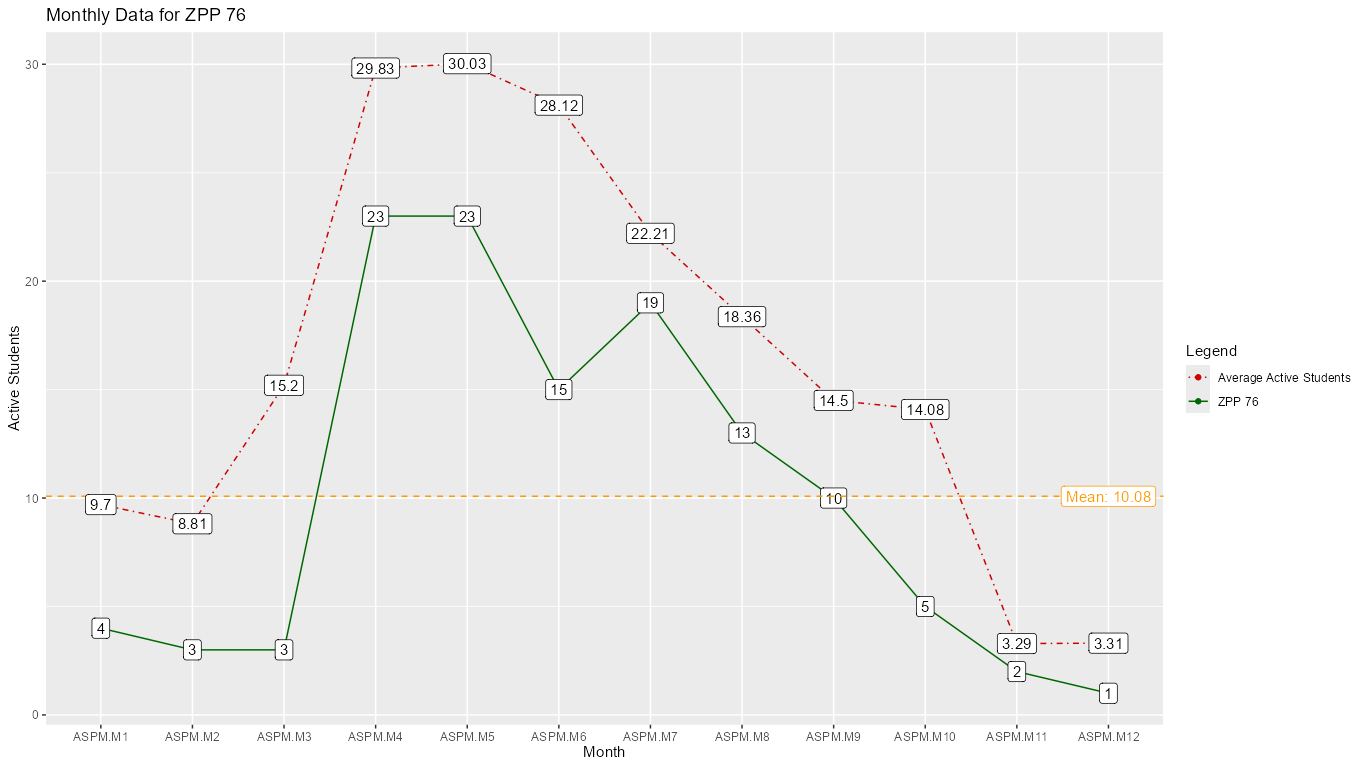 Monthly Data for ZPP 76
Active Students
30
20
10
0
9.7
8.81
15.2
29.83
30.03
28.12
22.21
18.36
14.5
14.08
3.29
3.31
4
3
3
23
23
15
19
13
10
5
2
1
Mean: 10.08
ASPM.M1
ASPM.M2
ASPM.M3
ASPM.M4
ASPM.M5
ASPM.M6
ASPM.M7
ASPM.M8
ASPM.M9
ASPM.M10
ASPM.M11
ASPM.M12
Month
Legend
Average Active Students
ZPP 76